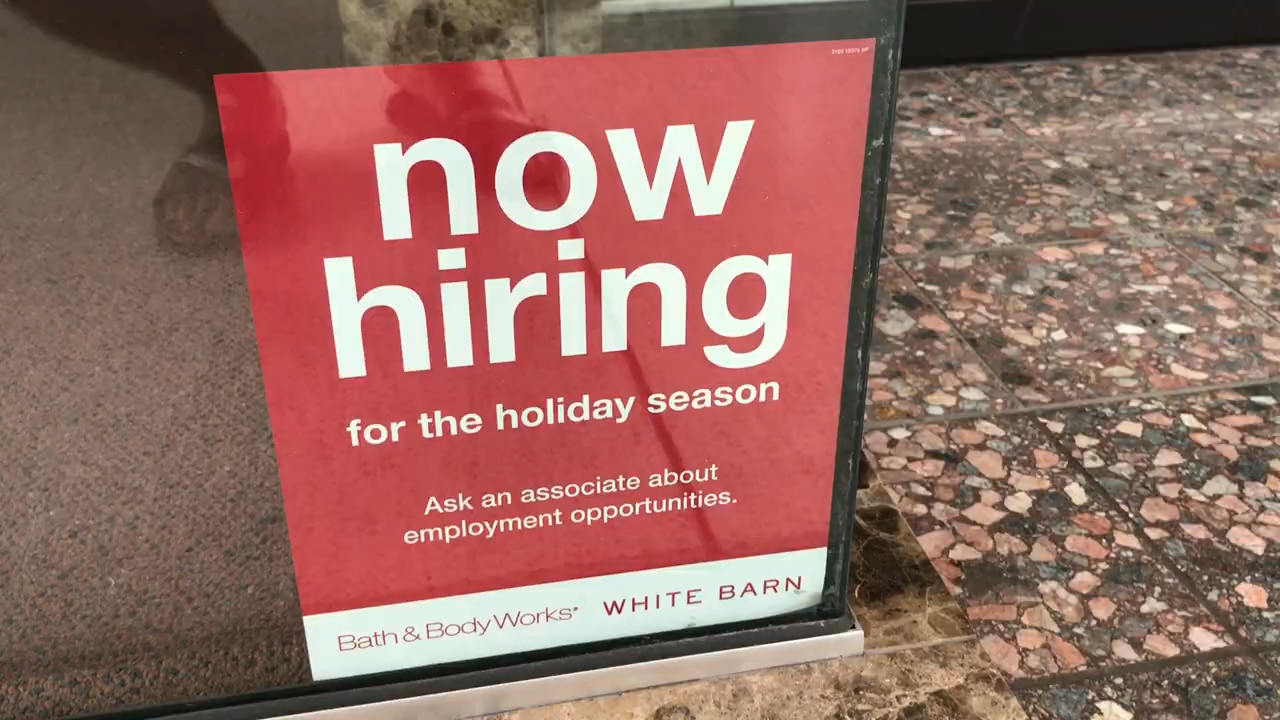 now
hiring
for the holiday season
Ask an associate about
employment opportunities.
Bath & Body Works® WHITE BARN